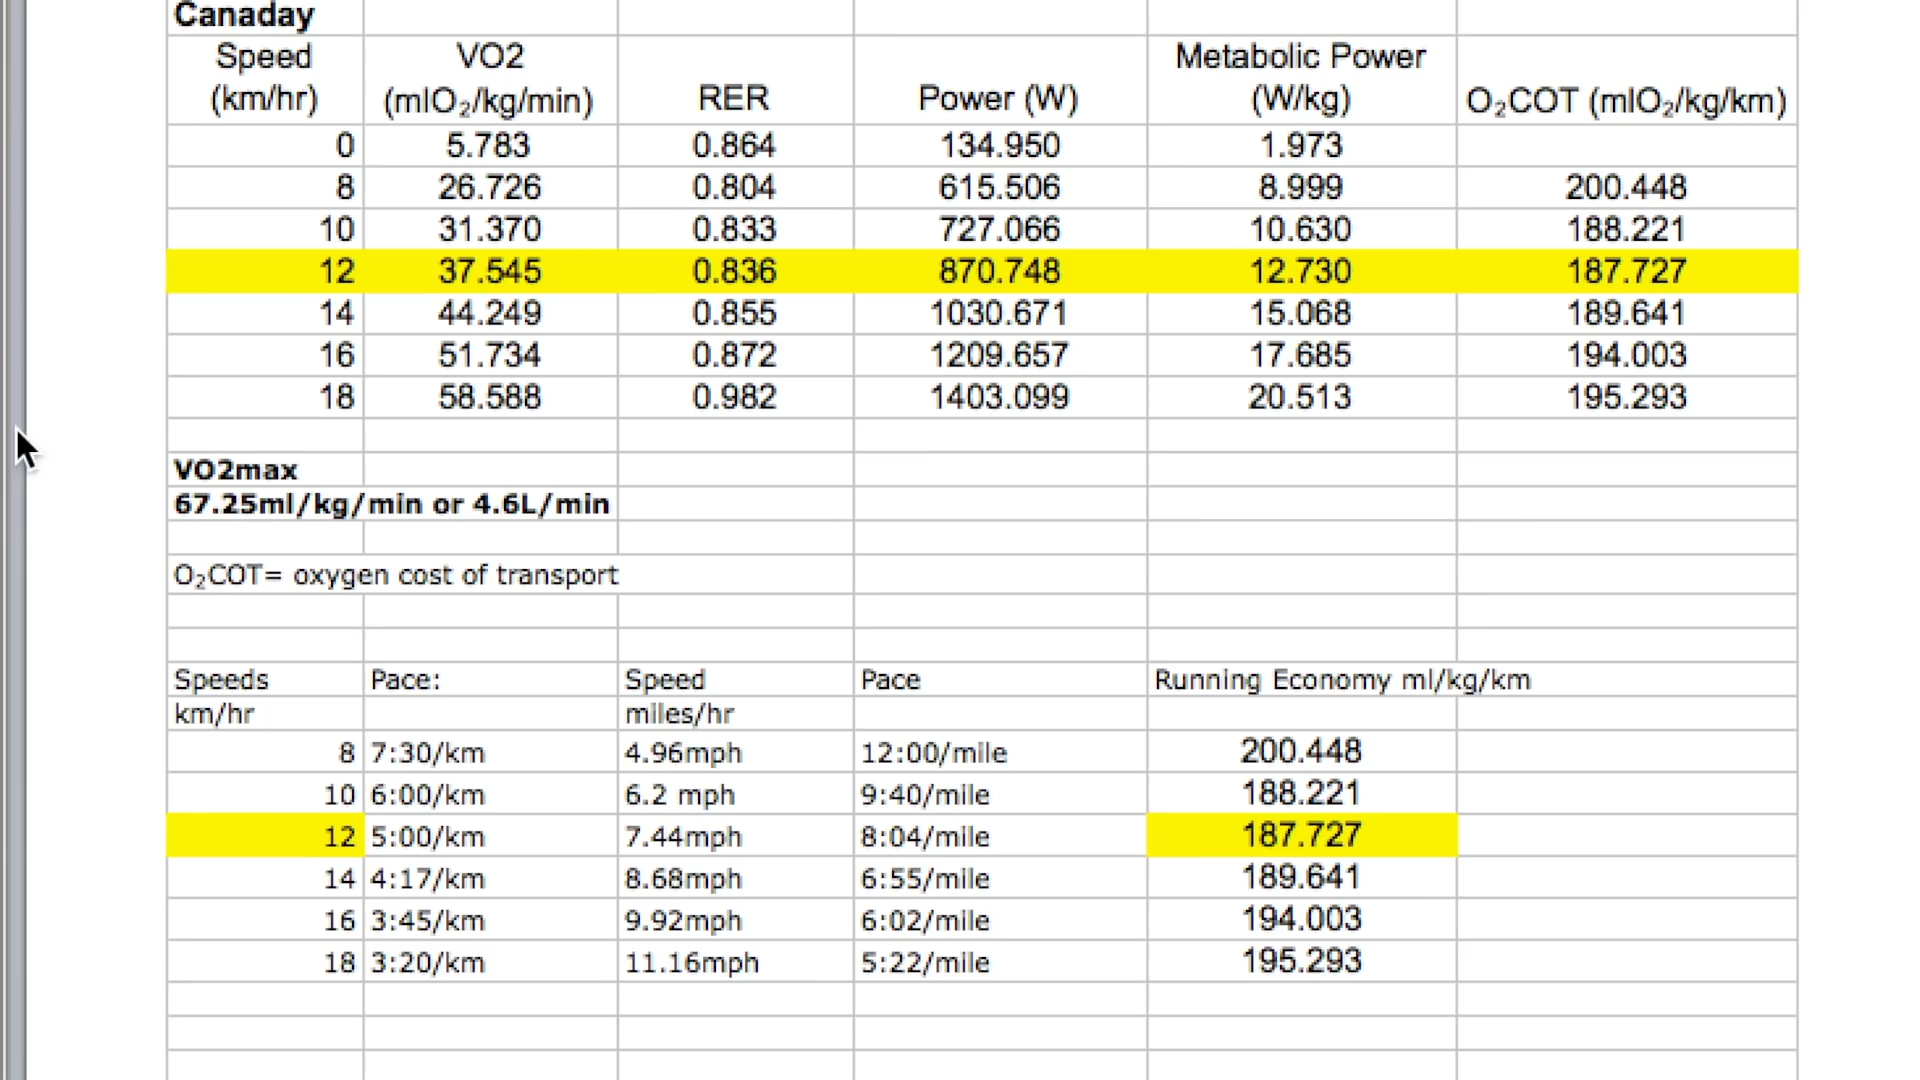 Canaday
Speed (km/hr) VO2 (mlO₂/kg/min) RER Power (W) Metabolic Power (W/kg) O₂COT (mlO₂/kg/km)
0 5.783 0.864 134.950 1.973
8 26.726 0.804 615.506 8.999 200.448
10 31.370 0.833 727.066 10.630 188.221
12 37.545 0.836 870.748 12.730 187.727
14 44.249 0.855 1030.671 15.068 189.641
16 51.734 0.872 1209.657 17.685 194.003
18 58.588 0.982 1403.099 20.513 195.293
VO2max
67.25ml/kg/min or 4.6L/min
O₂COT= oxygen cost of transport
Speeds Pace: Speed Pace Running Economy ml/kg/km
km/hr miles/hr
8 7:30/km 4.96mph 12:00/mile 200.448
10 6:00/km 6.2 mph 9:40/mile 188.221
12 5:00/km 7.44mph 8:04/mile 187.727
14 4:17/km 8.68mph 6:55/mile 189.641
16 3:45/km 9.92mph 6:02/mile 194.003
18 3:20/km 11.16mph 5:22/mile 195.293